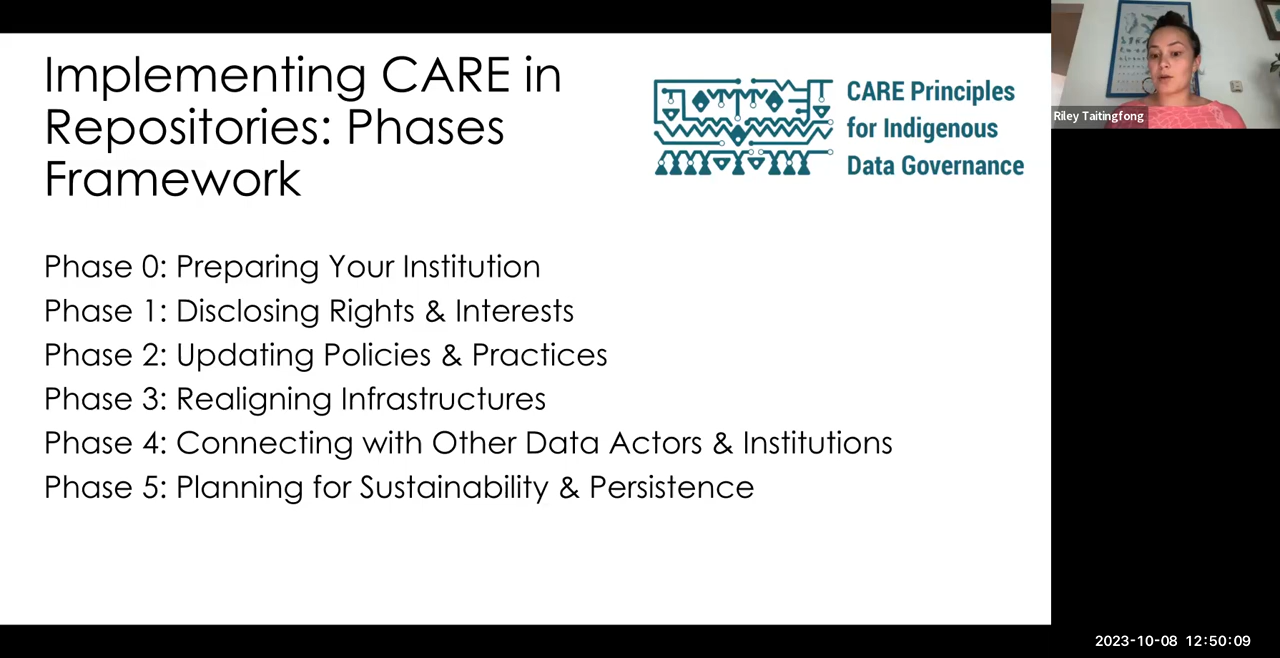 Implementing CARE in
Repositories: Phases
Framework
CARE Principles
for Indigenous
Data Governance
Riley Taitingfong
Phase 0: Preparing Your Institution
Phase 1: Disclosing Rights & Interests
Phase 2: Updating Policies & Practices
Phase 3: Realigning Infrastructures
Phase 4: Connecting with Other Data Actors & Institutions
Phase 5: Planning for Sustainability & Persistence
2023-10-08 12:50:09